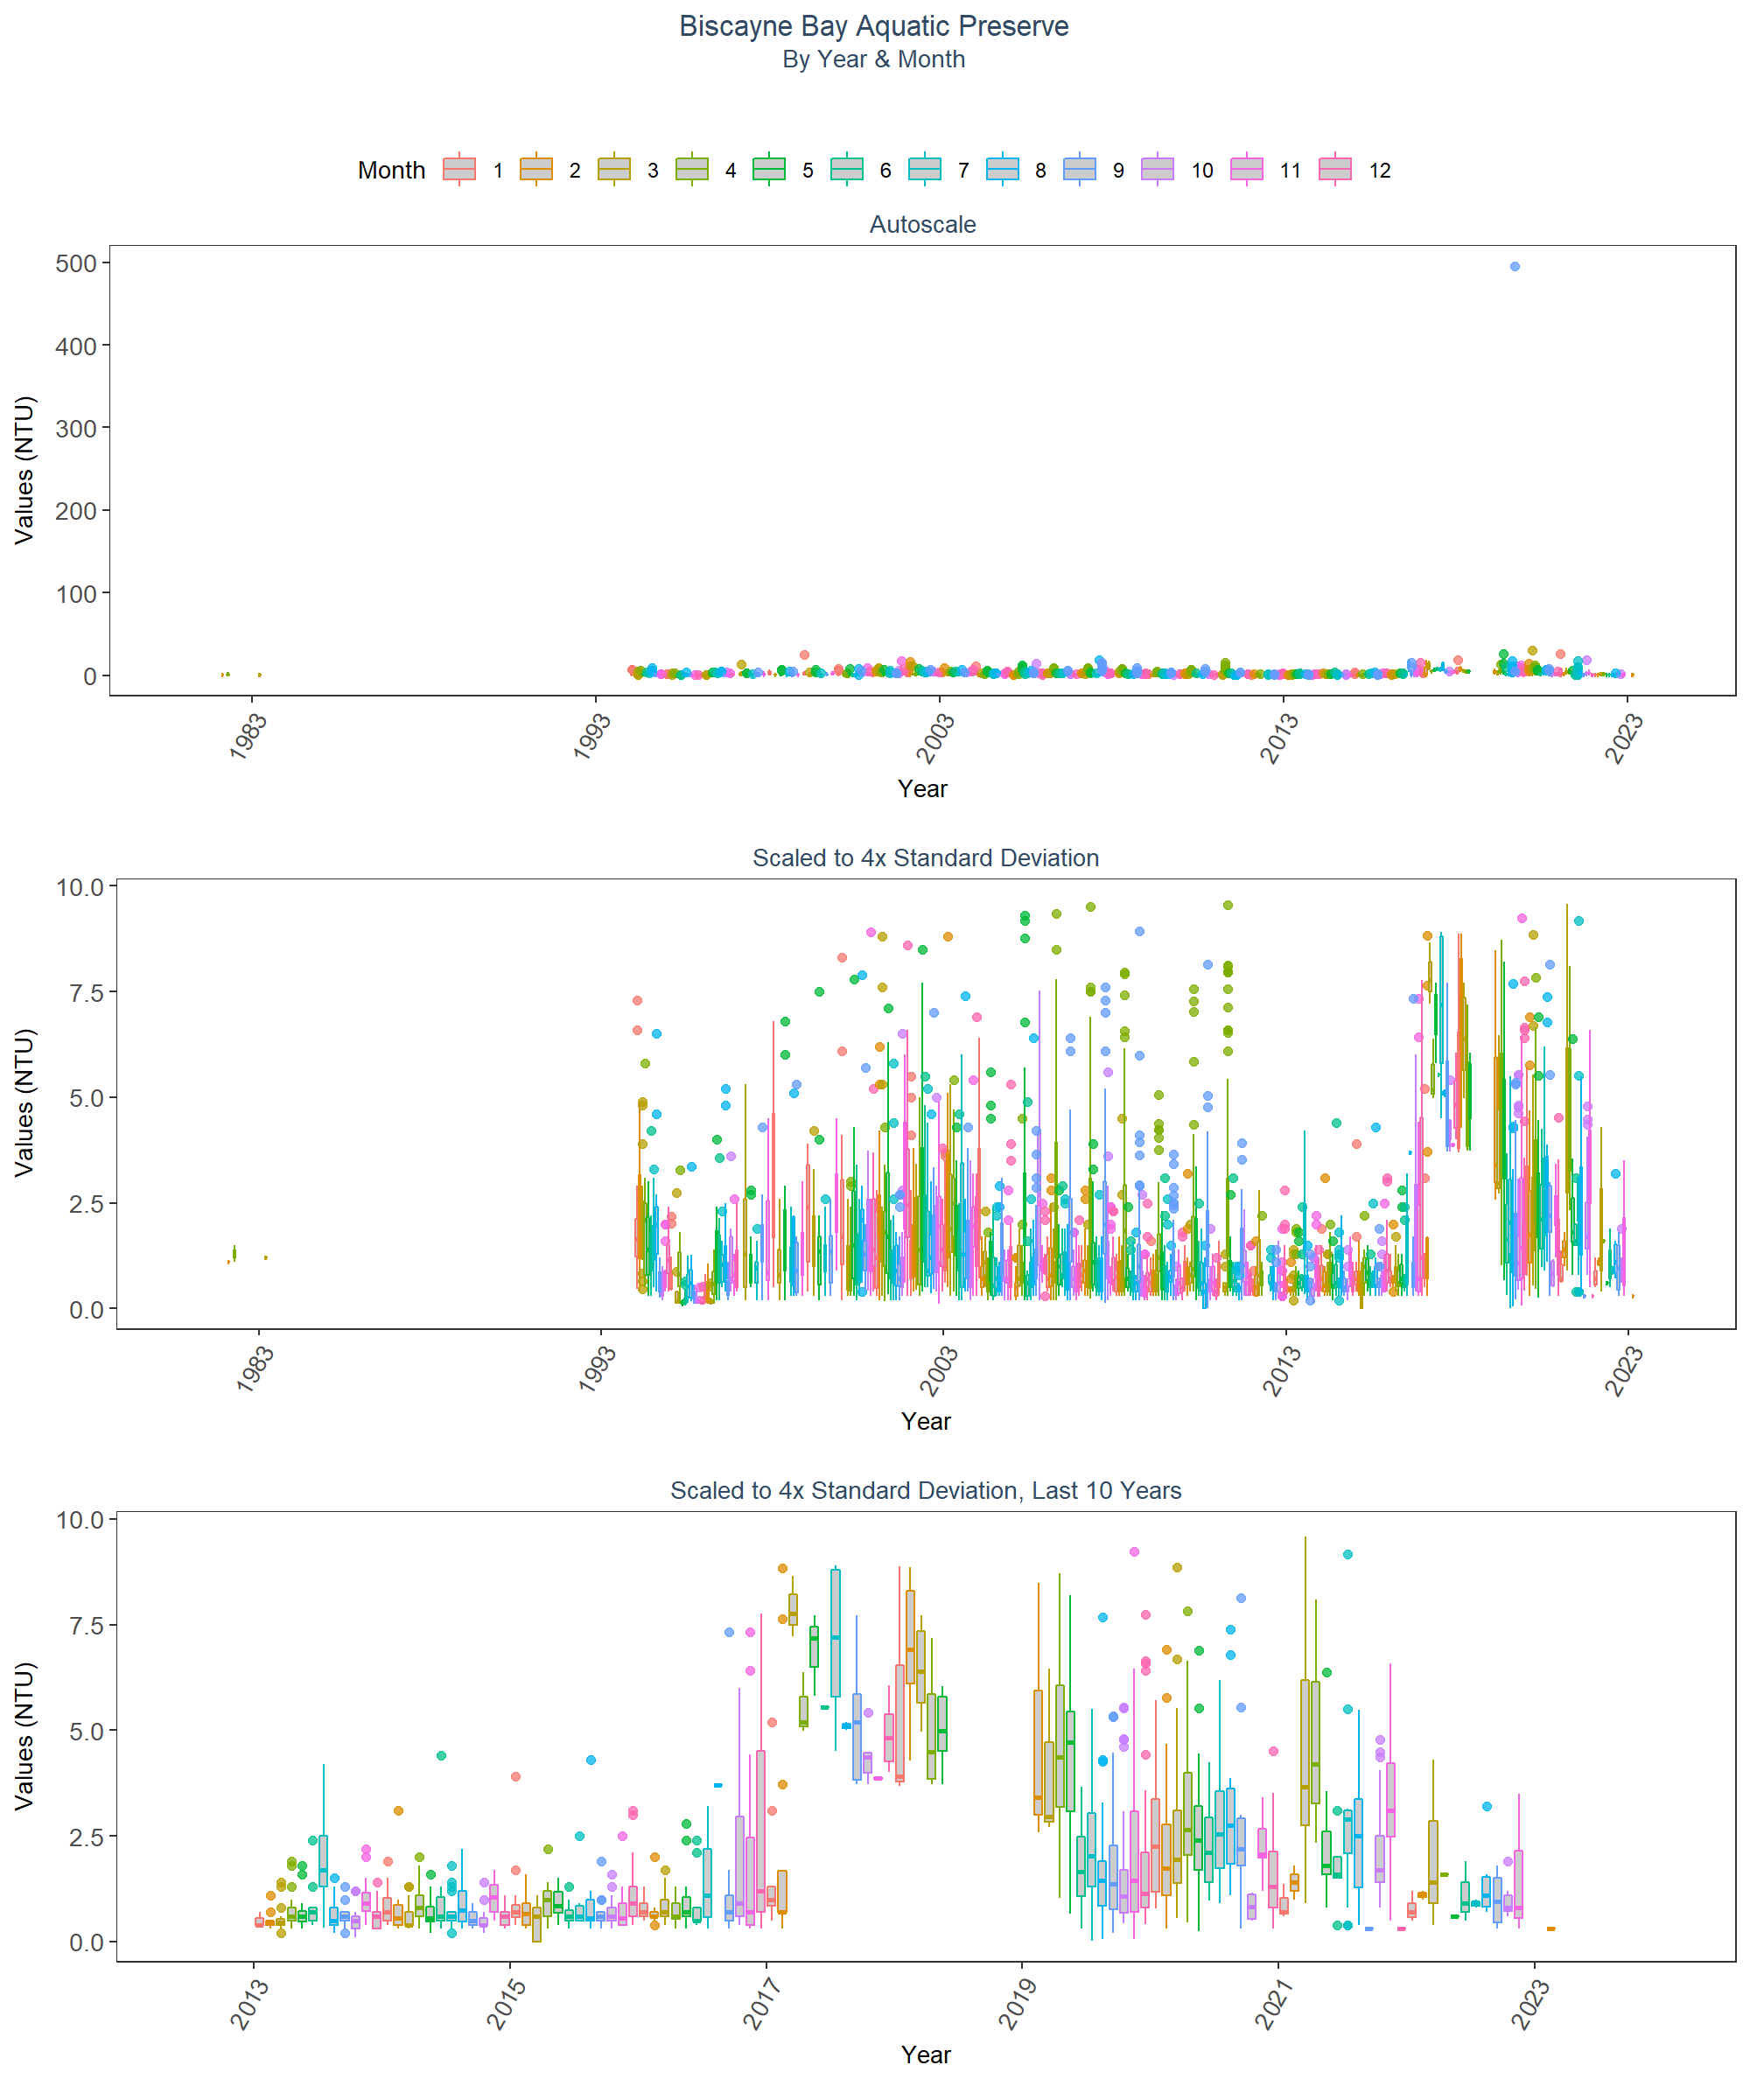 Biscayne Bay Aquatic Preserve
By Year & Month
Month 1 2 3 4 5 6 7 8 9 10 11 12
Autoscale
Values (NTU)
500
400
300
200
100
0
1983 1993 2003 2013 2023
Year
Scaled to 4x Standard Deviation
Values (NTU)
10.0
7.5
5.0
2.5
0.0
1983 1993 2003 2013 2023
Year
Scaled to 4x Standard Deviation, Last 10 Years
Values (NTU)
10.0
7.5
5.0
2.5
0.0
2013 2015 2017 2019 2021 2023
Year